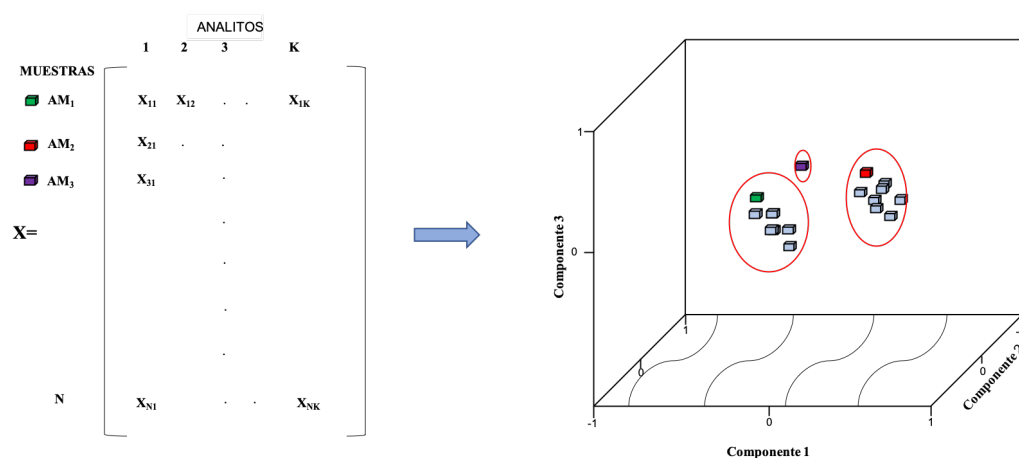 ANALITOS
1 2 3 K
MUESTRAS
AM1 X11 X12 . . X1K
AM2 X21 . .
AM3 X31 .
.
X=
.
.
.
N XN1 . . XNK
1
0
Componente 3
1
0
0
Componente 2
-1 0 1
Componente 1